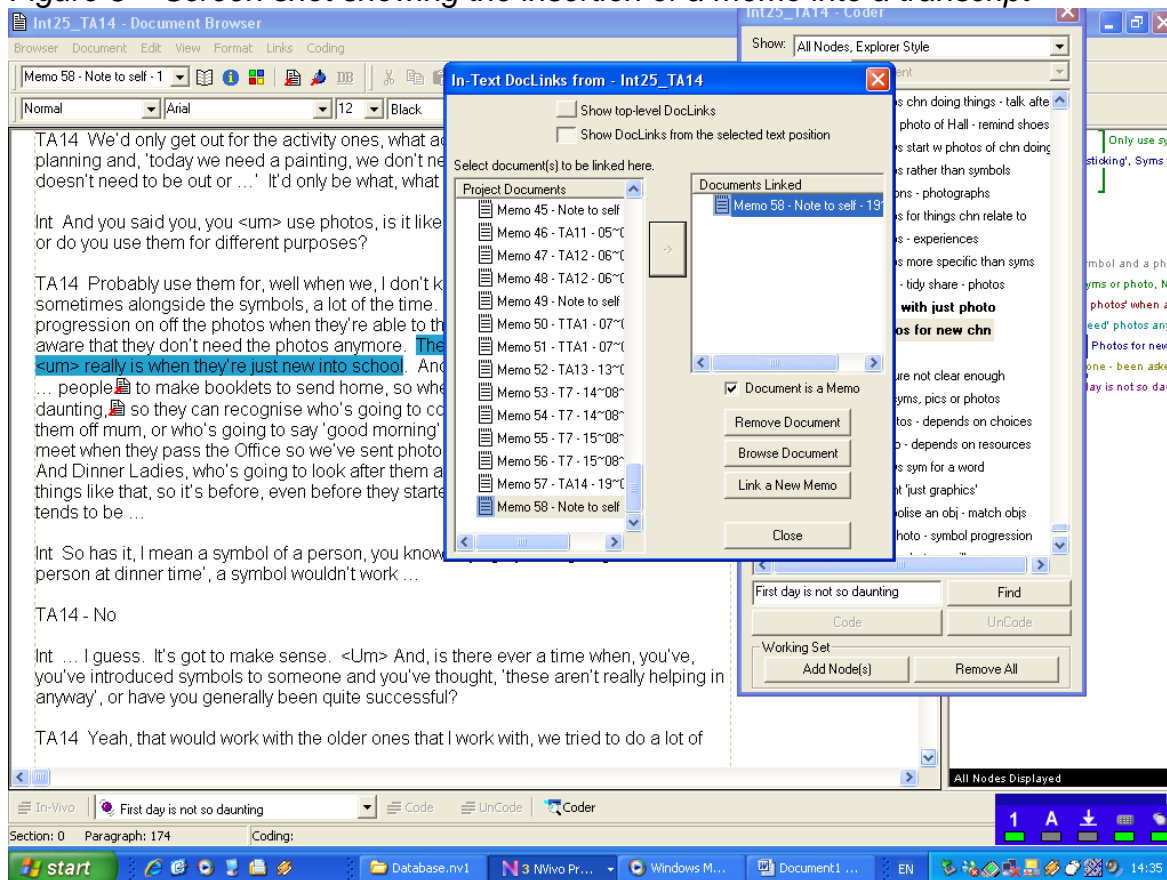 Figure 3 – Screen shot showing the insertion of a memo into a transcript
Int25_TA14 - Document Browser
Browser Document Edit View Format Links Coding
Memo 58 - Note to self - 1
DB
Normal Arial 12 Black
TA14 We'd only get out for the activity ones, what
planning and, 'today we need a painting, we don't
doesn't need to be out or …' It'd only be what, what
Int And you said you, you <um> use photos, is it like
or do you use them for different purposes?
TA14 Probably use them for, well when we, I don't
sometimes alongside the symbols, a lot of the time.
progression on off the photos when they're able to
aware that they don't need the photos anymore.
<um> really is when they're just new into school. And
… people to make booklets to send home, so
daunting, so they can recognise who's going to
them off mum, or who's going to say 'good morning'
meet when they pass the Office so we've sent photo
And Dinner Ladies, who's going to look after them a
things like that, so it's before, even before they starte
tends to be …
Int So has it, I mean a symbol of a person, you know
person at dinner time', a symbol wouldn't work …
TA14 - No
Int … I guess. It's got to make sense. <Um> And, is there ever a time when, you've,
you've introduced symbols to someone and you've thought, 'these aren't really helping in
anyway', or have you generally been quite successful?
TA14 Yeah, that would work with the older ones that I work with, we tried to do a lot of
In-Text DocLinks from - Int25_TA14
Show top-level DocLinks
Show DocLinks from the selected text position
Select document(s) to be linked here.
Project Documents
Memo 45 - Note to self
Memo 46 - TA11 - 05~0
Memo 47 - TA12 - 06~0
Memo 48 - TA12 - 06~0
Memo 49 - Note to self
Memo 50 - TTA1 - 07~0
Memo 51 - TTA1 - 07~0
Memo 52 - TA13 - 13~0
Memo 53 - T7 - 14~08~
Memo 54 - T7 - 14~08~
Memo 55 - T7 - 15~08~
Memo 56 - T7 - 15~08~
Memo 57 - TA14 - 19~0
Memo 58 - Note to self
->
Documents Linked
Memo 58 - Note to self - 19~
Document is a Memo
Remove Document
Browse Document
Link a New Memo
Close
Int25_TA14 - Coder
Show: All Nodes, Explorer Style
s chn doing things - talk afte
photo of Hall - remind shoes
s start w photos of chn doing
s rather than symbols
ons - photographs
s for things chn relate to
s - experiences
s more specific than syms
- tidy share - photos
with just photo
os for new chn
ure not clear enough
yms, pics or photos
tos - depends on choices
o - depends on resources
s sym for a word
nt 'just graphics'
olise an obj - match objs
hoto - symbol progression
First day is not so daunting Find
Code UnCode
Working Set
Add Node(s) Remove All
Only use sy
sticking', Syms
mbol and a ph
yms or photo, N
photos' when a
eed' photos any
Photos for new
one - been aske
lay is not so dau
All Nodes Displayed
In-Vivo First day is not so daunting Code UnCode Coder
Section: 0 Paragraph: 174 Coding:
1 A
start Database.nv1 N3 NVivo Pr... Windows M... Document1 ... EN 14:35